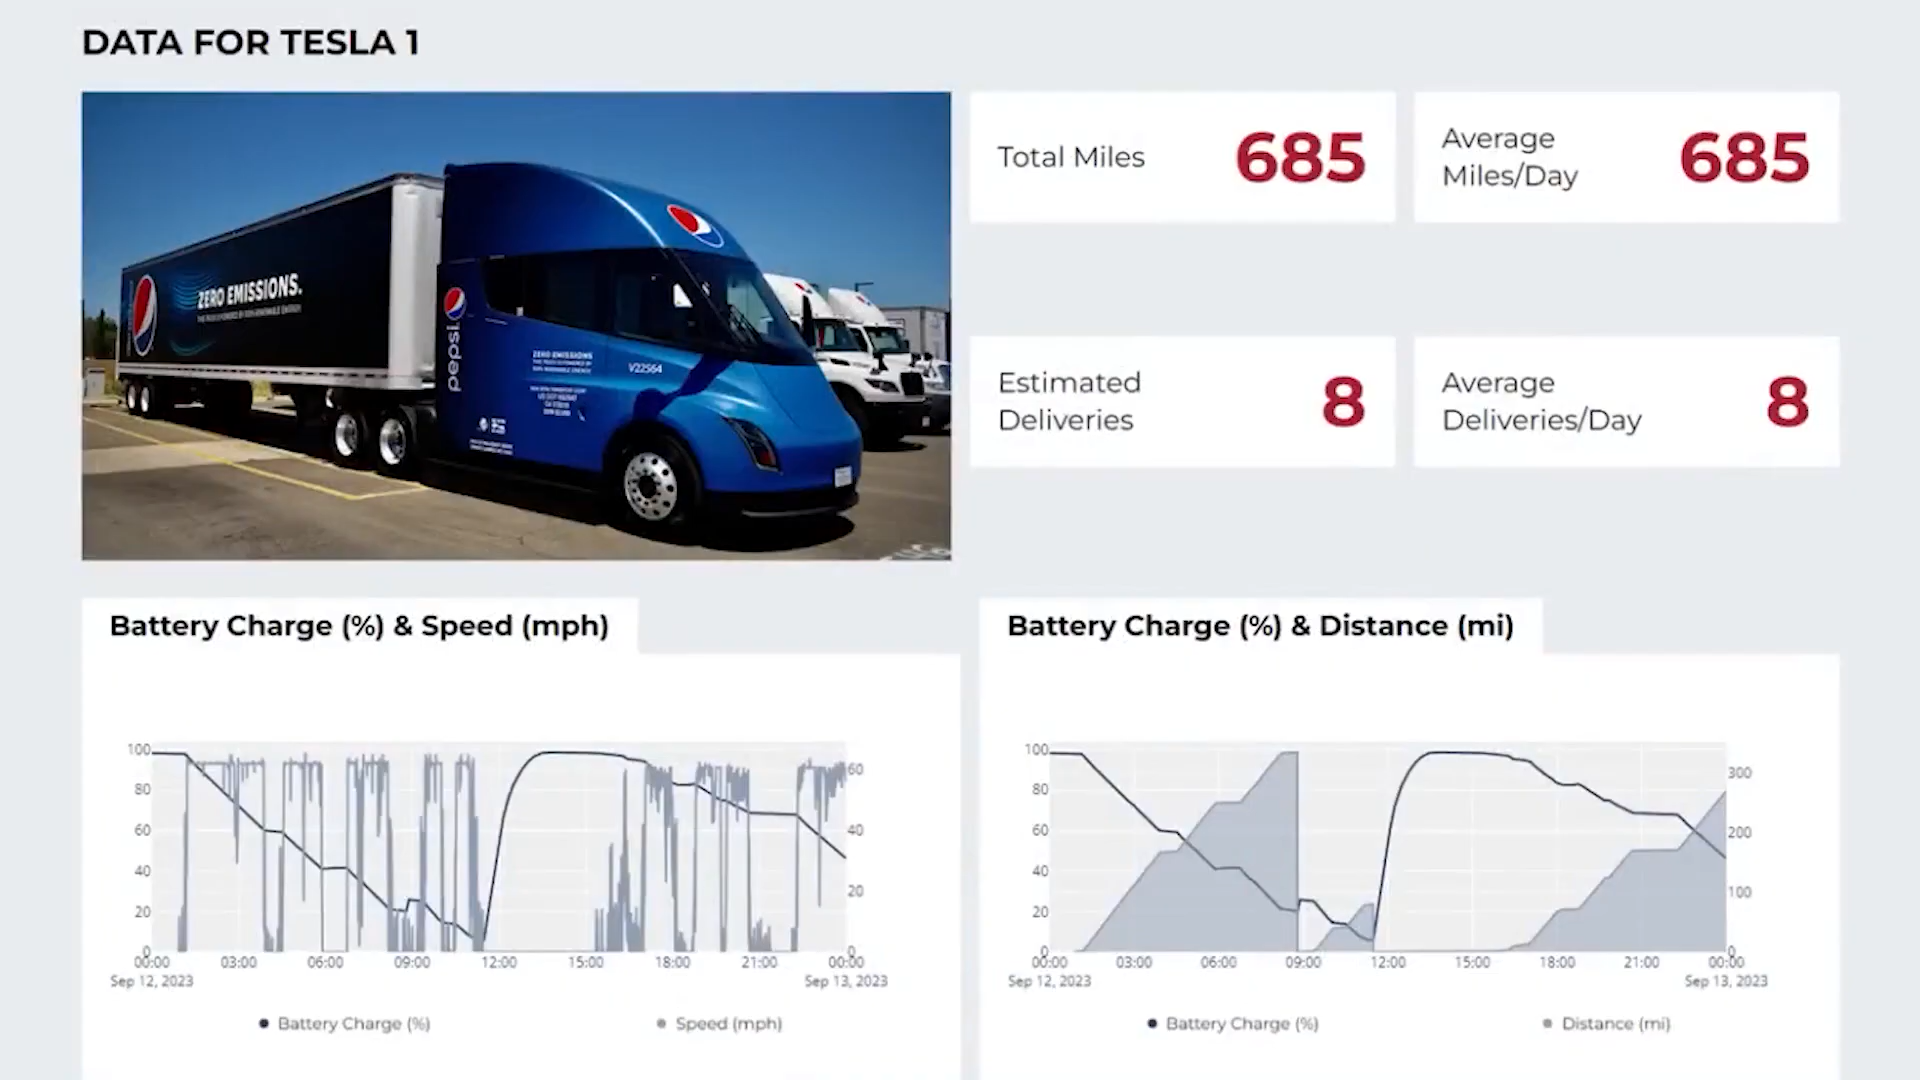 DATA FOR TESLA 1
ZERO EMISSIONS.
pepsi
ZERO EMISSIONS
V22564
Total Miles
685
Average
Miles/Day
685
Estimated
Deliveries
8
Average
Deliveries/Day
8
Battery Charge (%) & Speed (mph)
100
80
60
40
20
0
60
40
20
0
00:00 03:00 06:00 09:00 12:00 15:00 18:00 21:00 00:00
Sep 12, 2023 Sep 13, 2023
Battery Charge (%) Speed (mph)
Battery Charge (%) & Distance (mi)
100
80
60
40
20
0
300
200
100
0
00:00 03:00 06:00 09:00 12:00 15:00 18:00 21:00 00:00
Sep 12, 2023 Sep 13, 2023
Battery Charge (%) Distance (mi)